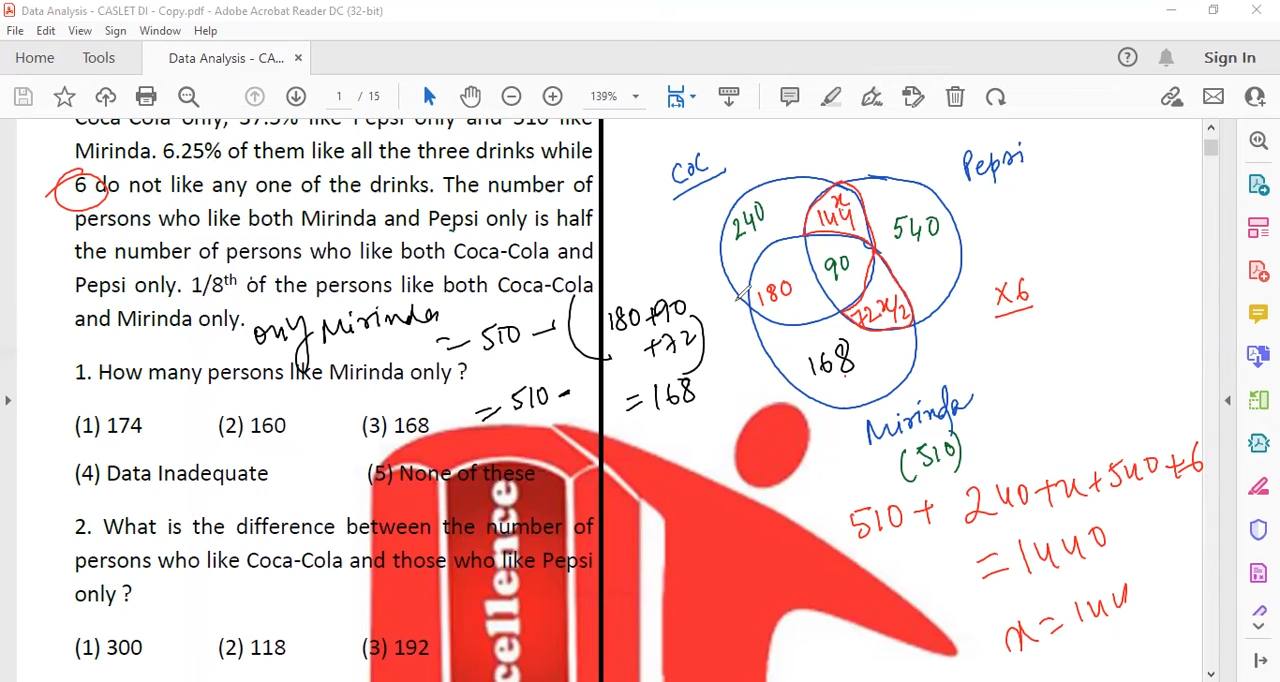 Data Analysis - CASLET DI - Copy.pdf - Adobe Acrobat Reader DC (32-bit)
File Edit View Sign Window Help
Home Tools Data Analysis - CA... × Sign In
1 / 15 139%
Coca-Cola only, 37.5% like Pepsi only and 510 like
Mirinda. 6.25% of them like all the three drinks while
6 do not like any one of the drinks. The number of
persons who like both Mirinda and Pepsi only is half
the number of persons who like both Coca-Cola and
Pepsi only. 1/8th of the persons like both Coca-Cola
and Mirinda only.
only Mirinda
= 510 - (180+90
+72)
= 510 -
= 168
1. How many persons like Mirinda only ?
(1) 174 (2) 160 (3) 168
(4) Data Inadequate (5) None of these
2. What is the difference between the number of
persons who like Coca-Cola and those who like Pepsi
only ?
(1) 300 (2) 118 (3) 192
CoC
Pepsi
240
x
144
540
90
180
72 x/2
168
x 6
Mirinda
(510)
510 + 240+x+540+6
= 1440
x = 144
cellence